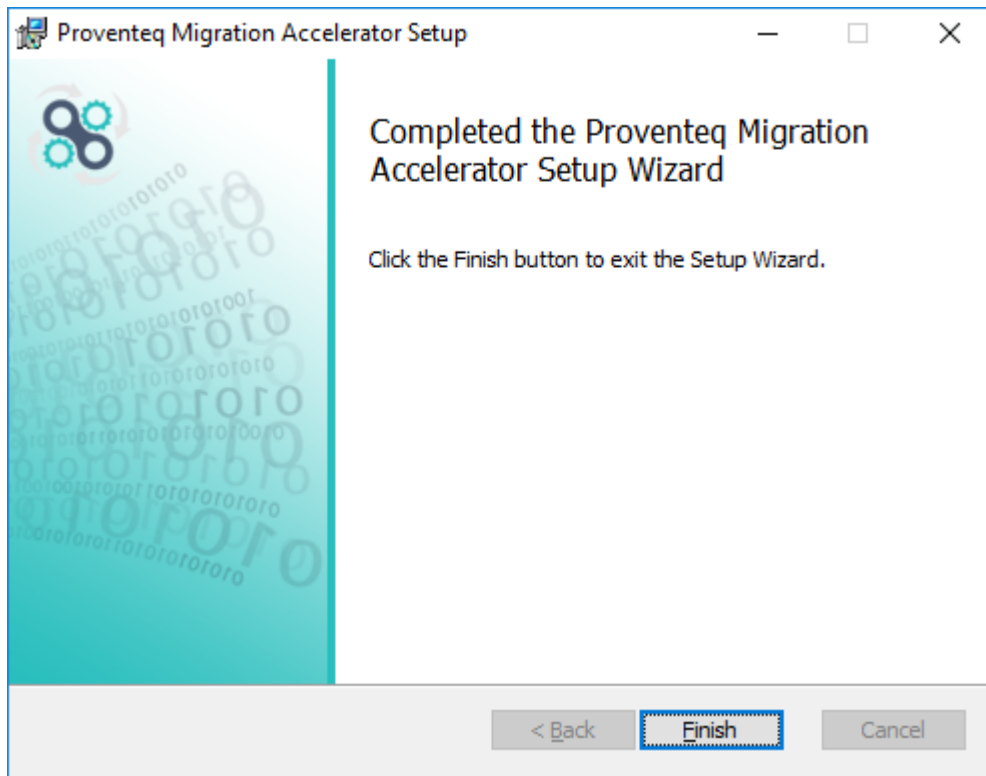 Proventeq Migration Accelerator Setup
Completed the Proventeq Migration
Accelerator Setup Wizard
Click the Finish button to exit the Setup Wizard.
< Back
Finish
Cancel